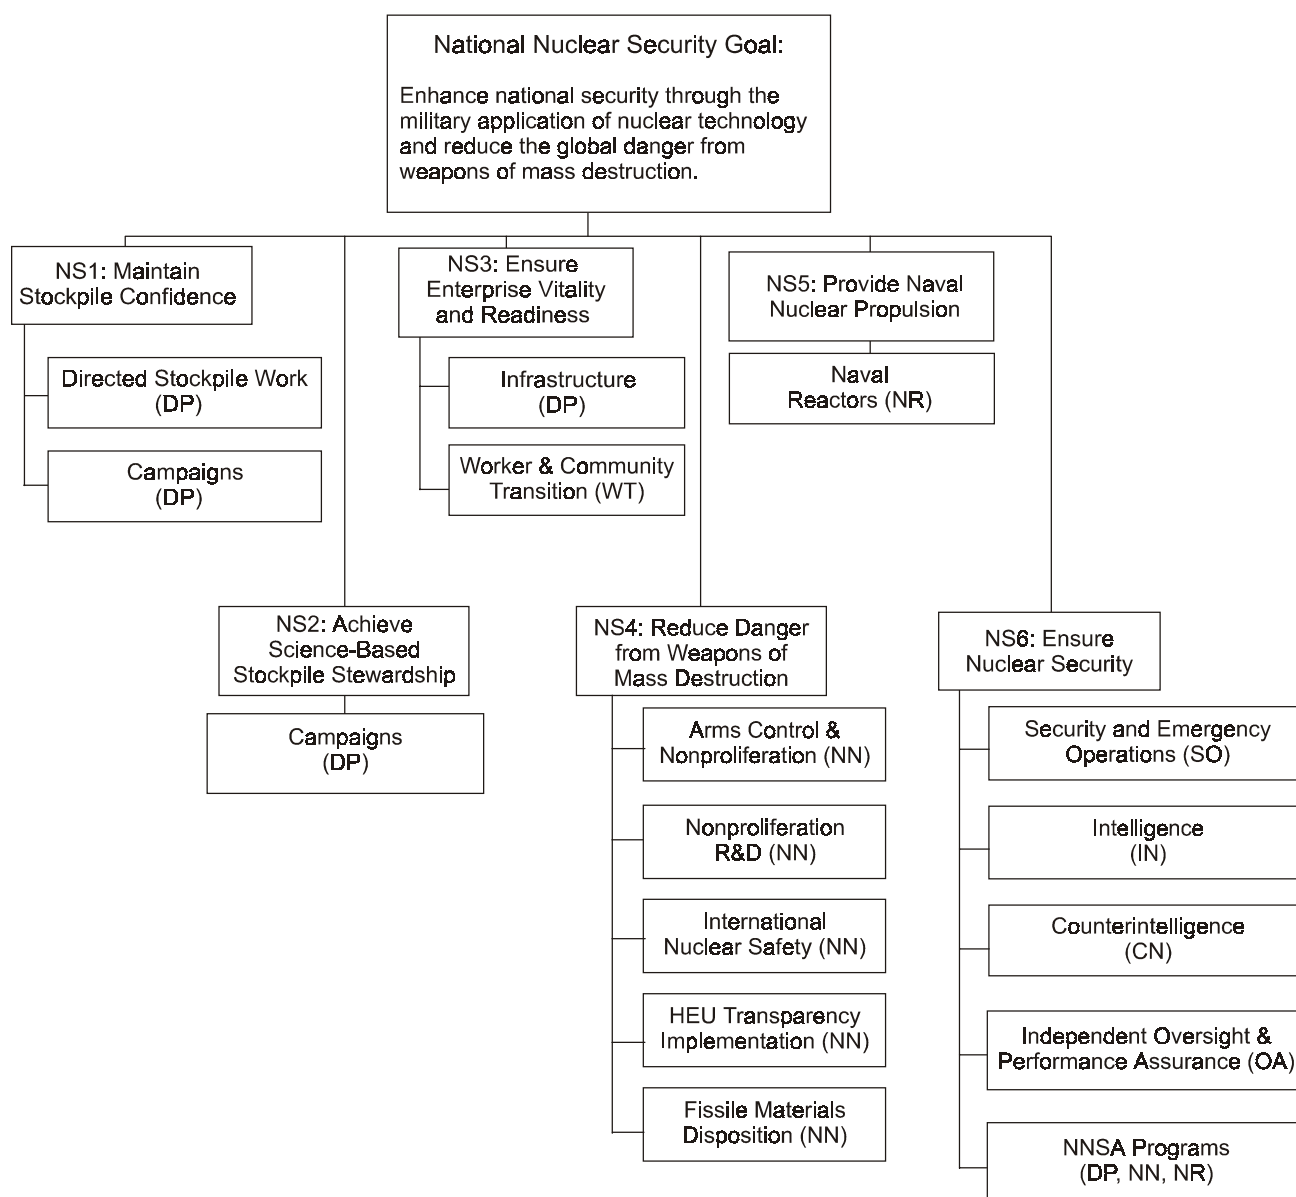 National Nuclear Security Goal:
Enhance national security through the
military application of nuclear technology
and reduce the global danger from
weapons of mass destruction.
NS1: Maintain
Stockpile Confidence
Directed Stockpile Work
(DP)
Campaigns
(DP)
NS2: Achieve
Science-Based
Stockpile Stewardship
Campaigns
(DP)
NS3: Ensure
Enterprise Vitality
and Readiness
Infrastructure
(DP)
Worker & Community
Transition (WT)
NS4: Reduce Danger
from Weapons of
Mass Destruction
Arms Control &
Nonproliferation (NN)
Nonproliferation
R&D (NN)
International
Nuclear Safety (NN)
HEU Transparency
Implementation (NN)
Fissile Materials
Disposition (NN)
NS5: Provide Naval
Nuclear Propulsion
Naval
Reactors (NR)
NS6: Ensure
Nuclear Security
Security and Emergency
Operations (SO)
Intelligence
(IN)
Counterintelligence
(CN)
Independent Oversight &
Performance Assurance (OA)
NNSA Programs
(DP, NN, NR)